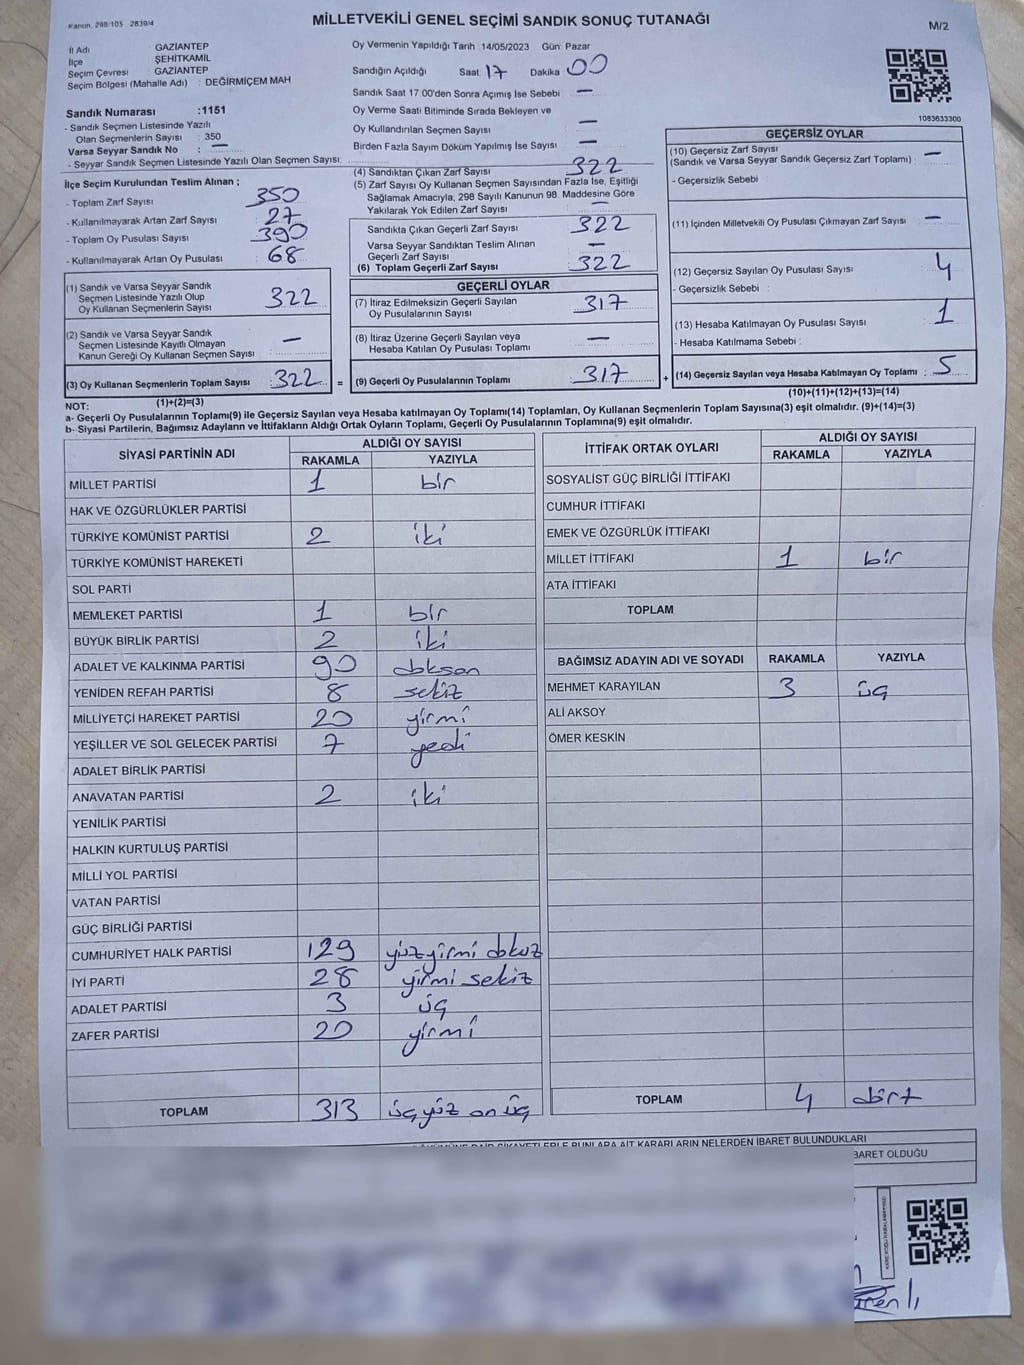 Kanun, 298/105 2839/4
MİLLETVEKİLİ GENEL SEÇİMİ SANDIK SONUÇ TUTANAĞI
M/2
İl Adı GAZİANTEP
İlçe ŞEHİTKAMİL
Seçim Çevresi GAZİANTEP
Seçim Bölgesi (Mahalle Adı) : DEĞİRMİÇEM MAH
Sandık Numarası :1151
- Sandık Seçmen Listesinde Yazılı
Olan Seçmenlerin Sayısı : 350
Varsa Seyyar Sandık No : —
- Seyyar Sandık Seçmen Listesinde Yazılı Olan Seçmen Sayısı:
Oy Vermenin Yapıldığı Tarih :14/05/2023 Gün: Pazar
Sandığın Açıldığı Saat: 17 Dakika: 00
Sandık Saat 17.00'den Sonra Açımış İse Sebebi : —
Oy Verme Saati Bitiminde Sırada Bekleyen ve
Oy Kullandırılan Seçmen Sayısı —
Birden Fazla Sayım Döküm Yapılmış İse Sayısı : —
1083633300
İlçe Seçim Kurulundan Teslim Alınan ;
- Toplam Zarf Sayısı : 350
- Kullanılmayarak Artan Zarf Sayısı : 27
- Toplam Oy Pusulası Sayısı : 390
- Kullanılmayarak Artan Oy Pusulası : 68
(4) Sandıktan Çıkan Zarf Sayısı : 322
(5) Zarf Sayısı Oy Kullanan Seçmen Sayısından Fazla İse, Eşitliği
Sağlamak Amacıyla, 298 Sayılı Kanunun 98. Maddesine Göre
Yakılarak Yok Edilen Zarf Sayısı : —
Sandıkta Çıkan Geçerli Zarf Sayısı : 322
Varsa Seyyar Sandıktan Teslim Alınan
Geçerli Zarf Sayısı : —
(6) Toplam Geçerli Zarf Sayısı : 322
GEÇERSİZ OYLAR
(10) Geçersiz Zarf Sayısı
(Sandık ve Varsa Seyyar Sandık Geçersiz Zarf Toplamı) : —
- Geçersizlik Sebebi :
(11) İçinden Milletvekili Oy Pusulası Çıkmayan Zarf Sayısı : —
(12) Geçersiz Sayılan Oy Pusulası Sayısı : 4
- Geçersizlik Sebebi :
(13) Hesaba Katılmayan Oy Pusulası Sayısı : 1
- Hesaba Katılmama Sebebi :
(14) Geçersiz Sayılan veya Hesaba Katılmayan Oy Toplamı : 5
(10)+(11)+(12)+(13)=(14)
(1) Sandık ve Varsa Seyyar Sandık
Seçmen Listesinde Yazılı Olup
Oy Kullanan Seçmenlerin Sayısı : 322
(2) Sandık ve Varsa Seyyar Sandık
Seçmen Listesinde Kayıtlı Olmayan
Kanun Gereği Oy Kullanan Seçmen Sayısı : —
(3) Oy Kullanan Seçmenlerin Toplam Sayısı : 322 =
(1)+(2)=(3)
GEÇERLİ OYLAR
(7) İtiraz Edilmeksizin Geçerli Sayılan
Oy Pusulalarının Sayısı : 317
(8) İtiraz Üzerine Geçerli Sayılan veya
Hesaba Katılan Oy Pusulası Toplamı : —
(9) Geçerli Oy Pusulalarının Toplamı : 317 +
NOT:
a- Geçerli Oy Pusulalarının Toplamı(9) ile Geçersiz Sayılan veya Hesaba katılmayan Oy Toplamı(14) Toplamları, Oy Kullanan Seçmenlerin Toplam Sayısına(3) eşit olmalıdır. (9)+(14)=(3)
b- Siyasi Partilerin, Bağımsız Adayların ve İttifakların Aldığı Ortak Oyların Toplamı, Geçerli Oy Pusulalarının Toplamına(9) eşit olmalıdır.
SİYASİ PARTİNİN ADI ALDIĞI OY SAYISI
RAKAMLA YAZIYLA
MİLLET PARTİSİ 1 bir
HAK VE ÖZGÜRLÜKLER PARTİSİ
TÜRKİYE KOMÜNİST PARTİSİ 2 iki
TÜRKİYE KOMÜNİST HAREKETİ
SOL PARTİ
MEMLEKET PARTİSİ 1 bir
BÜYÜK BİRLİK PARTİSİ 2 iki
ADALET VE KALKINMA PARTİSİ 90 doksan
YENİDEN REFAH PARTİSİ 8 sekiz
MİLLİYETÇİ HAREKET PARTİSİ 20 yirmi
YEŞİLLER VE SOL GELECEK PARTİSİ 7 yedi
ADALET BİRLİK PARTİSİ
ANAVATAN PARTİSİ 2 iki
YENİLİK PARTİSİ
HALKIN KURTULUŞ PARTİSİ
MİLLİ YOL PARTİSİ
VATAN PARTİSİ
GÜÇ BİRLİĞİ PARTİSİ
CUMHURİYET HALK PARTİSİ 129 yüzyirmi dokuz
İYİ PARTİ 28 yirmi sekiz
ADALET PARTİSİ 3 üç
ZAFER PARTİSİ 20 yirmi
TOPLAM 313 üçyüz on üç
İTTİFAK ORTAK OYLARI ALDIĞI OY SAYISI
RAKAMLA YAZIYLA
SOSYALİST GÜÇ BİRLİĞİ İTTİFAKI
CUMHUR İTTİFAKI
EMEK VE ÖZGÜRLÜK İTTİFAKI
MİLLET İTTİFAKI 1 bir
ATA İTTİFAKI
TOPLAM
BAĞIMSIZ ADAYIN ADI VE SOYADI RAKAMLA YAZIYLA
MEHMET KARAYILAN 3 üç
ALİ AKSOY
ÖMER KESKİN
TOPLAM 4 dört
KARARLARIN NELERDEN İBARET BULUNDUKLARI
İBARET OLDUĞU